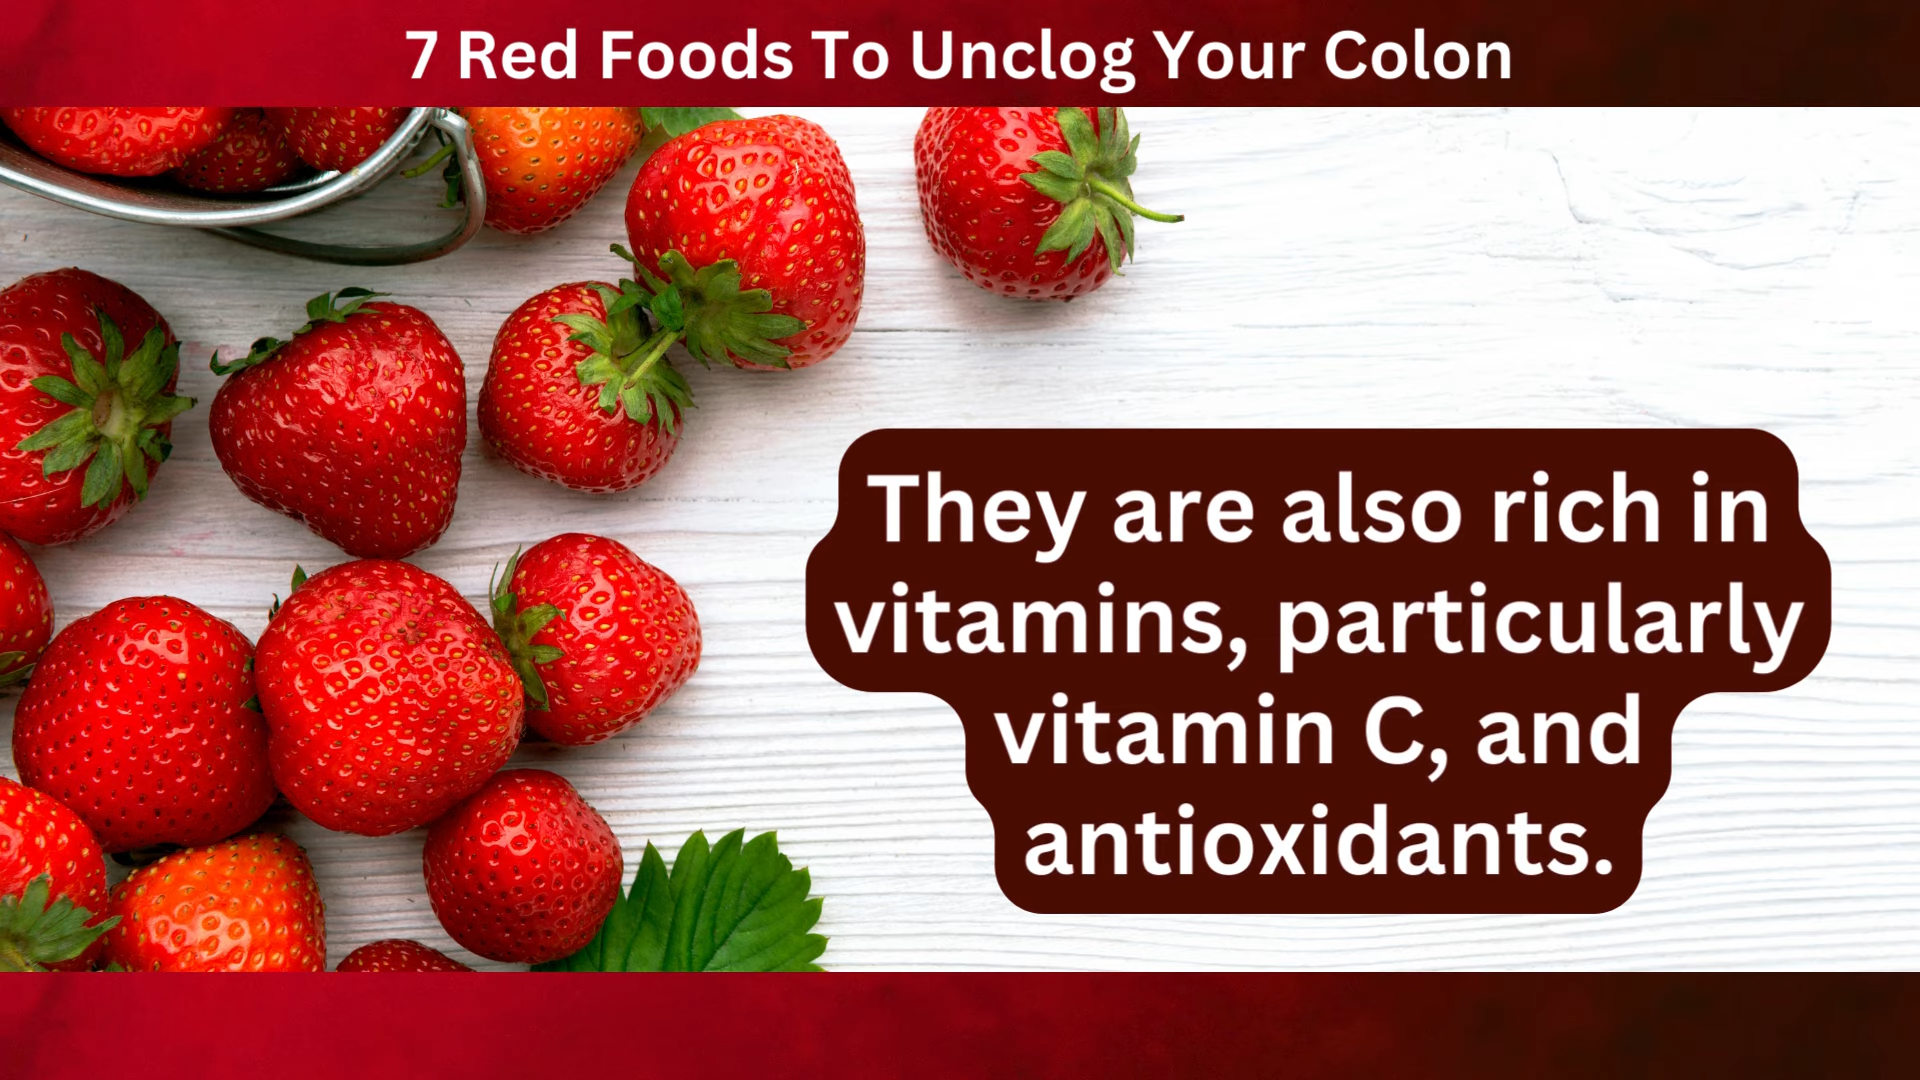 7 Red Foods To Unclog Your Colon
They are also rich in
vitamins, particularly
vitamin C, and
antioxidants.